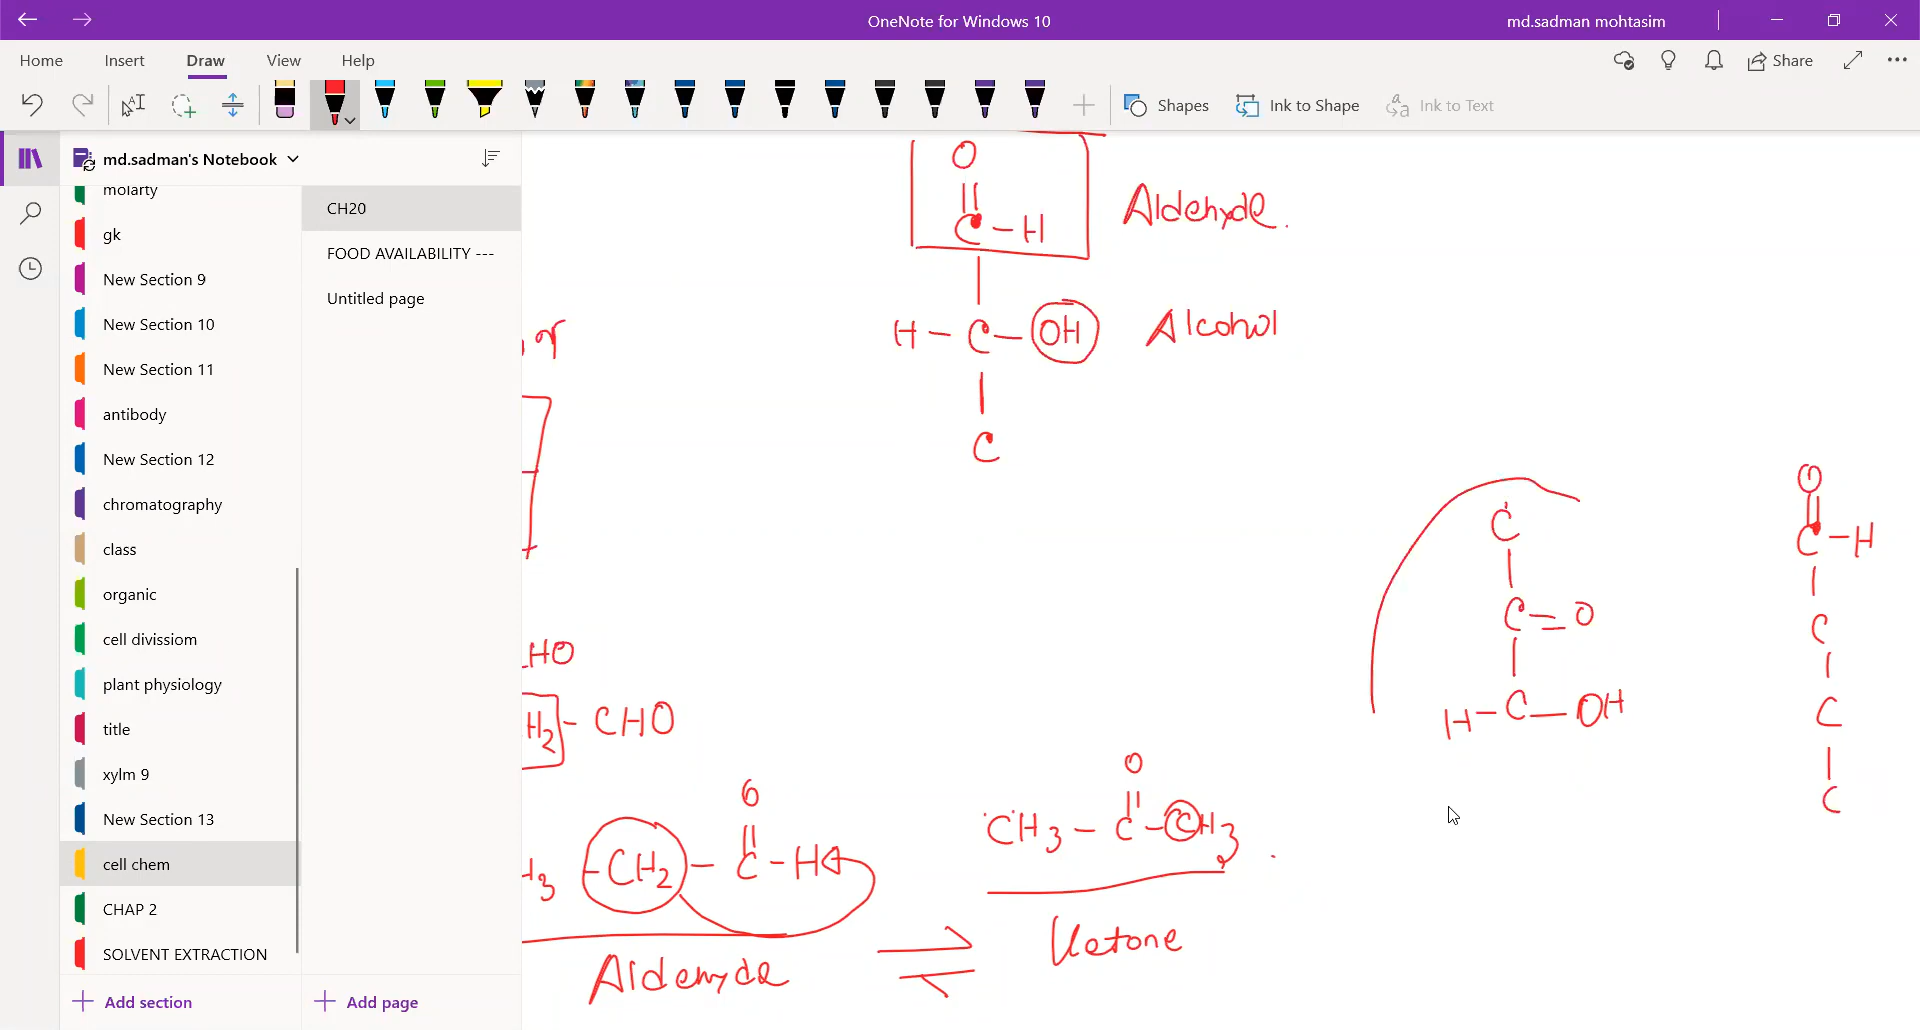 OneNote for Windows 10
md.sadman mohtasim
Home Insert Draw View Help
Share
Shapes Ink to Shape Ink to Text
md.sadman's Notebook
molarty
gk
New Section 9
New Section 10
New Section 11
antibody
New Section 12
chromatography
class
organic
cell divissiom
plant physiology
title
xylm 9
New Section 13
cell chem
CHAP 2
SOLVENT EXTRACTION
Add section
CH20
FOOD AVAILABILITY ---
Untitled page
Add page
O
||
C - H
Aldehyde.
|
H - C - OH
Alcohol
|
C
or
C
|
C = O
|
H - C - OH
O
||
C - H
|
C
|
C
|
C
CHO
H2 - CHO
O
||
H3 - CH2 - C - H
Aldehyde
⇌
O
||
CH3 - C - CH3
Ketone